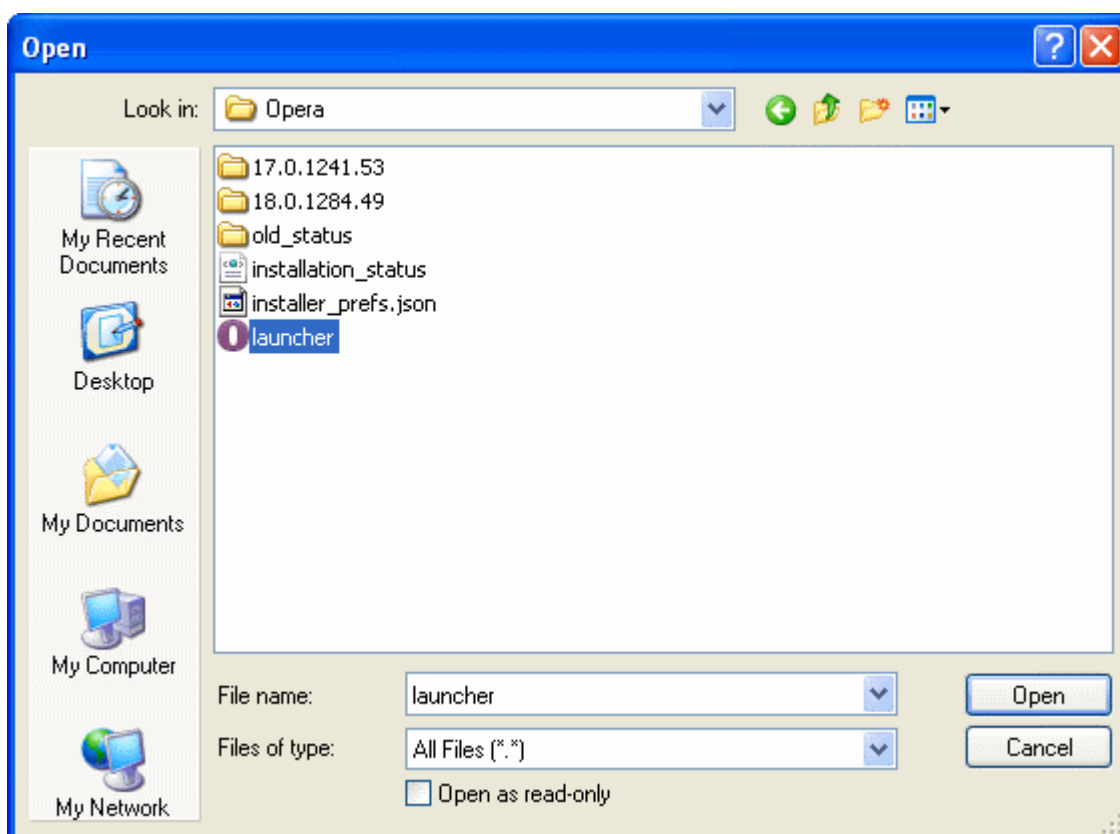 Open
Look in: Opera
17.0.1241.53
18.0.1284.49
old_status
installation_status
installer_prefs.json
launcher
My Recent
Documents
Desktop
My Documents
My Computer
My Network
File name: launcher Open
Files of type: All Files (*.*) Cancel
Open as read-only